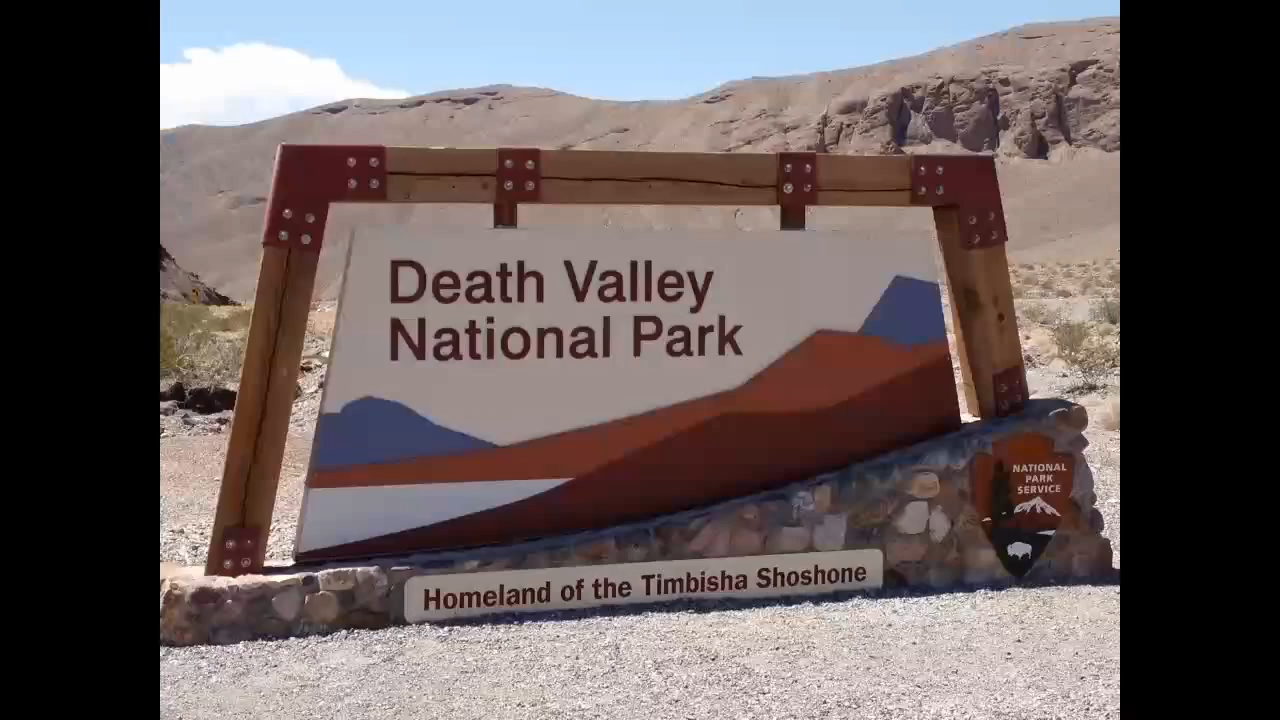 Death Valley
National Park
NATIONAL
PARK
SERVICE
Homeland of the Timbisha Shoshone